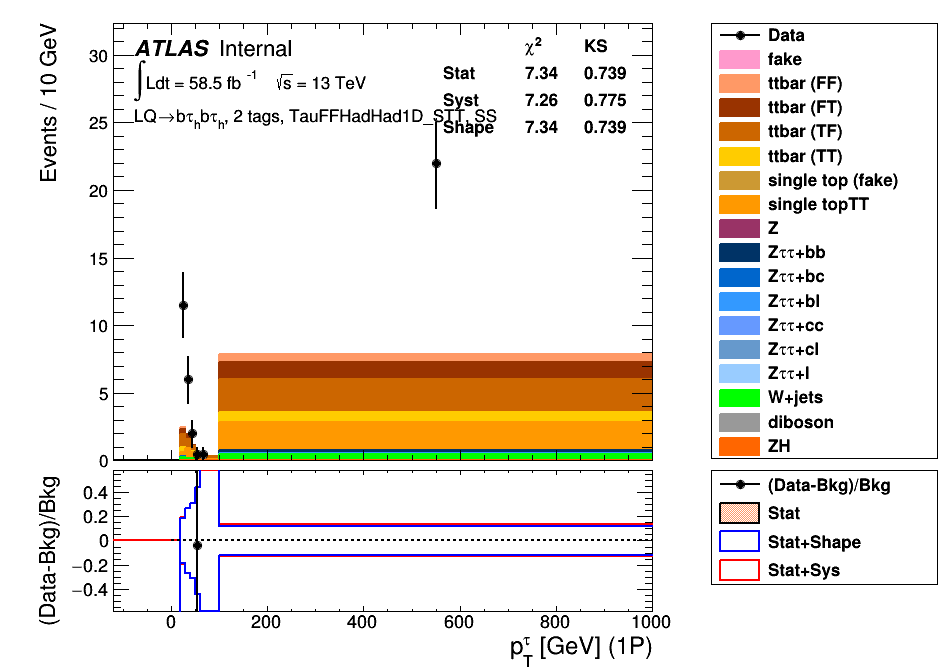 ATLAS Internal
∫Ldt = 58.5 fb⁻¹ √s = 13 TeV
LQ→bτₕbτₕ, 2 tags, TauFFHadHad1D_STT, SS
χ² KS
Stat 7.34 0.739
Syst 7.26 0.775
Shape 7.34 0.739
Events / 10 GeV
30
25
20
15
10
5
0
Data
fake
ttbar (FF)
ttbar (FT)
ttbar (TF)
ttbar (TT)
single top (fake)
single topTT
Z
Zττ+bb
Zττ+bc
Zττ+bl
Zττ+cc
Zττ+cl
Zττ+l
W+jets
diboson
ZH
(Data-Bkg)/Bkg
0.4
0.2
0
−0.2
−0.4
0 200 400 600 800 1000
p_T^τ [GeV] (1P)
(Data-Bkg)/Bkg
Stat
Stat+Shape
Stat+Sys